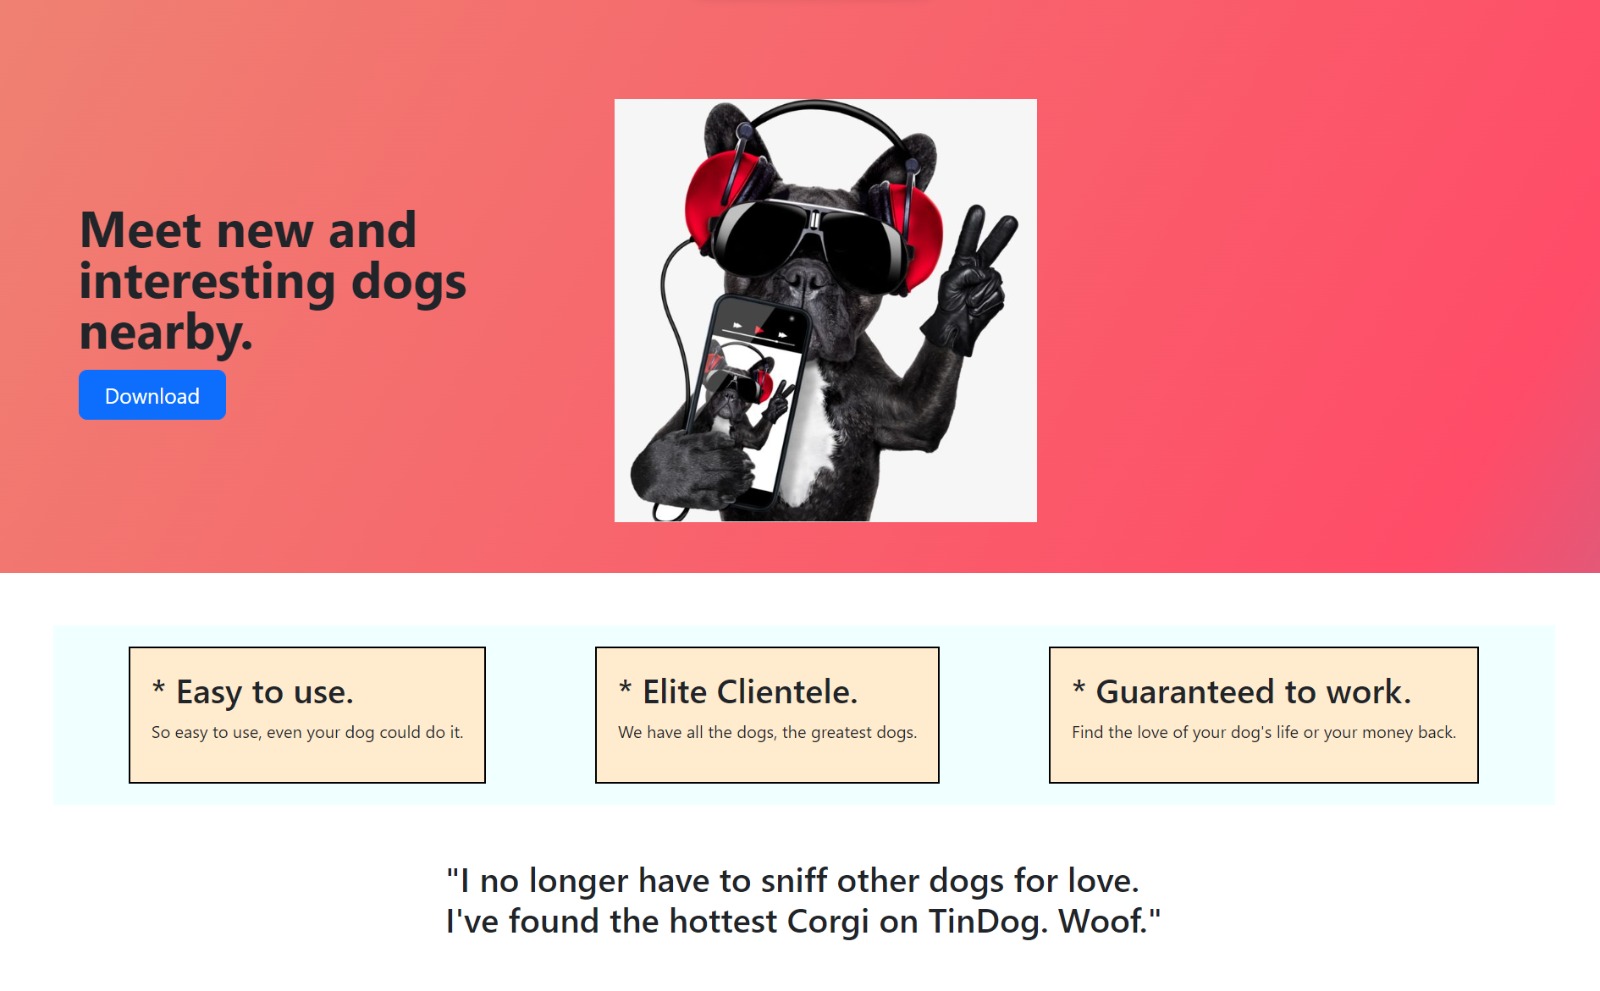 Meet new and
interesting dogs
nearby.
Download
* Easy to use.
So easy to use, even your dog could do it.
* Elite Clientele.
We have all the dogs, the greatest dogs.
* Guaranteed to work.
Find the love of your dog's life or your money back.
"I no longer have to sniff other dogs for love.
I've found the hottest Corgi on TinDog. Woof."